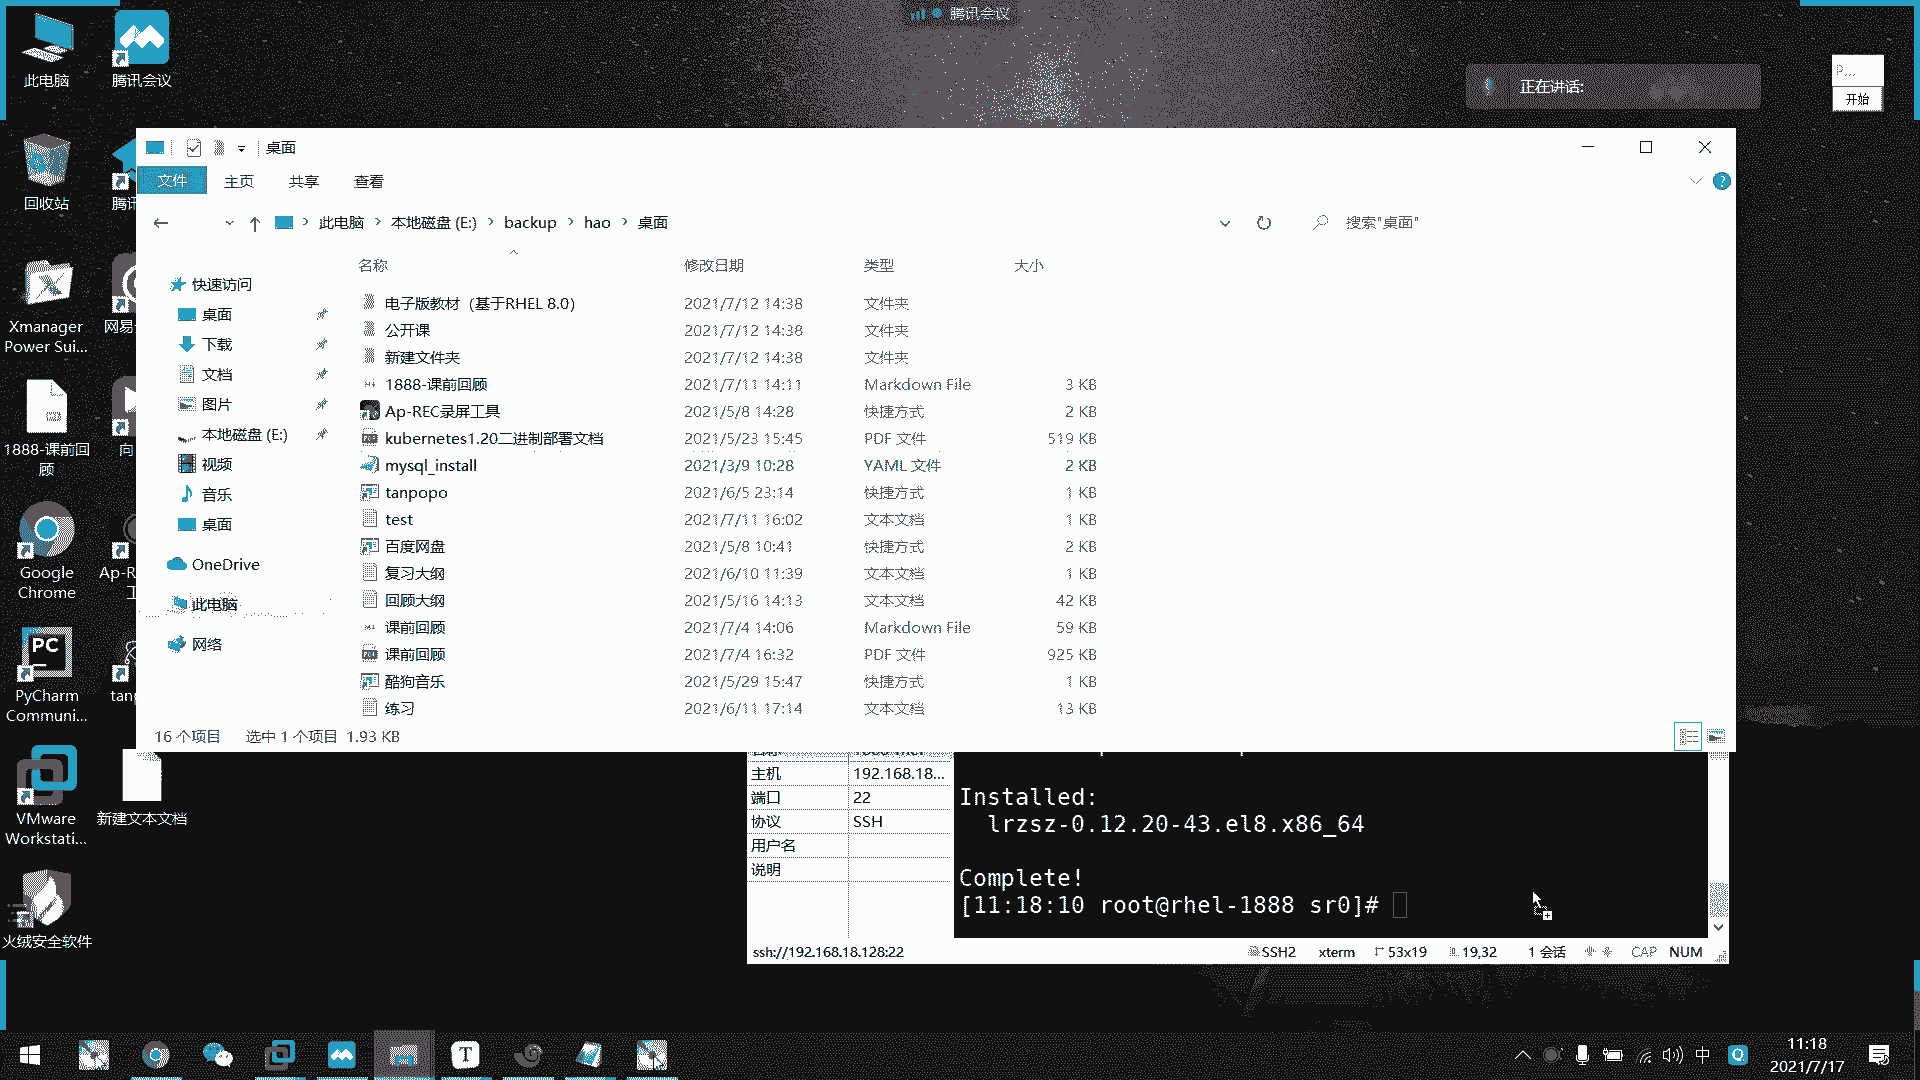 腾讯会议
此电脑
腾讯会议
正在讲话:
P...
开始
回收站
腾讯
Xmanager
Power Sui...
网易
1888-课前回
顾
向
Google
Chrome
Ap-R
工
PyCharm
Communi...
tanp
VMware
Workstati...
新建文本文档
火绒安全软件
桌面
文件 主页 共享 查看
此电脑 › 本地磁盘 (E:) › backup › hao › 桌面
搜索"桌面"
名称 修改日期 类型 大小
快速访问
桌面
下载
文档
图片
本地磁盘 (E:)
视频
音乐
桌面
OneDrive
此电脑
网络
电子版教材（基于RHEL 8.0） 2021/7/12 14:38 文件夹
公开课 2021/7/12 14:38 文件夹
新建文件夹 2021/7/12 14:38 文件夹
1888-课前回顾 2021/7/11 14:11 Markdown File 3 KB
Ap-REC录屏工具 2021/5/8 14:28 快捷方式 2 KB
kubernetes1.20二进制部署文档 2021/5/23 15:45 PDF 文件 519 KB
mysql_install 2021/3/9 10:28 YAML 文件 2 KB
tanpopo 2021/6/5 23:14 快捷方式 1 KB
test 2021/7/11 16:02 文本文档 1 KB
百度网盘 2021/5/8 10:41 快捷方式 2 KB
复习大纲 2021/6/10 11:39 文本文档 1 KB
回顾大纲 2021/5/16 14:13 文本文档 42 KB
课前回顾 2021/7/4 14:06 Markdown File 59 KB
课前回顾 2021/7/4 16:32 PDF 文件 925 KB
酷狗音乐 2021/5/29 15:47 快捷方式 1 KB
练习 2021/6/11 17:14 文本文档 13 KB
16 个项目 选中 1 个项目 1.93 KB
主机 192.168.18...
端口 22
协议 SSH
用户名
说明
Installed:
lrzsz-0.12.20-43.el8.x86_64
Complete!
[11:18:10 root@rhel-1888 sr0]#
ssh://192.168.18.128:22 SSH2 xterm 53x19 19,32 1 会话 CAP NUM
中
11:18
2021/7/17